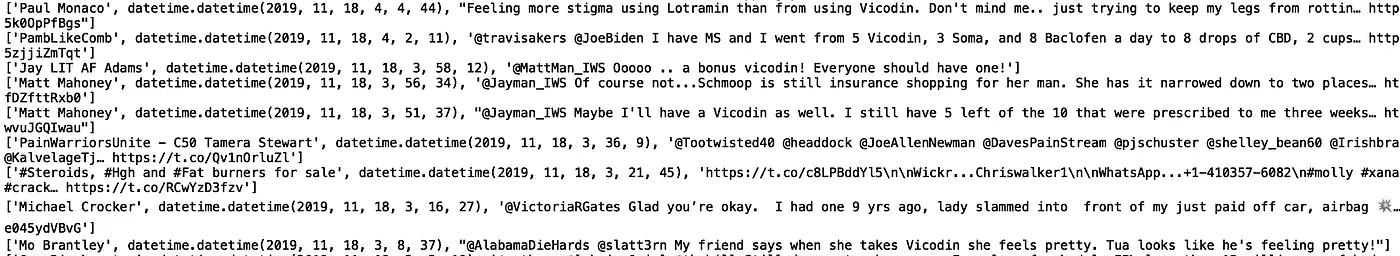 ['Paul Monaco', datetime.datetime(2019, 11, 18, 4, 4, 44), "Feeling more stigma using Lotramin than from using Vicodin. Don't mind me.. just trying to keep my legs from rottin… http
5k0OpPfBgs"]
['PambLikeComb', datetime.datetime(2019, 11, 18, 4, 2, 11), '@travisakers @JoeBiden I have MS and I went from 5 Vicodin, 3 Soma, and 8 Baclofen a day to 8 drops of CBD, 2 cups… http
5zjjiZmTqt']
['Jay LIT AF Adams', datetime.datetime(2019, 11, 18, 3, 58, 12), '@MattMan_IWS Ooooo .. a bonus vicodin! Everyone should have one!']
['Matt Mahoney', datetime.datetime(2019, 11, 18, 3, 56, 34), '@Jayman_IWS Of course not...Schmoop is still insurance shopping for her man. She has it narrowed down to two places… ht
fDZfttRxb0']
['Matt Mahoney', datetime.datetime(2019, 11, 18, 3, 51, 37), "@Jayman_IWS Maybe I'll have a Vicodin as well. I still have 5 left of the 10 that were prescribed to me three weeks… ht
wvuJGQIwau"]
['PainWarriorsUnite – C50 Tamera Stewart', datetime.datetime(2019, 11, 18, 3, 36, 9), '@Tootwisted40 @headdock @JoeAllenNewman @DavesPainStream @pjschuster @shelley_bean60 @Irishbra
@KalvelageTj… https://t.co/Qv1nOrluZl']
['#Steroids, #Hgh and #Fat burners for sale', datetime.datetime(2019, 11, 18, 3, 21, 45), 'https://t.co/c8LPBddYl5\n\nWickr...Chriswalker1\n\nWhatsApp...+1-410357-6082\n#molly #xana
#crack… https://t.co/RCwYzD3fzv']
['Michael Crocker', datetime.datetime(2019, 11, 18, 3, 16, 27), '@VictoriaRGates Glad you’re okay.  I had one 9 yrs ago, lady slammed into  front of my just paid off car, airbag 💥…
e045ydVBvG']
['Mo Brantley', datetime.datetime(2019, 11, 18, 3, 8, 37), "@AlabamaDieHards @slatt3rn My friend says when she takes Vicodin she feels pretty. Tua looks like he's feeling pretty!"]